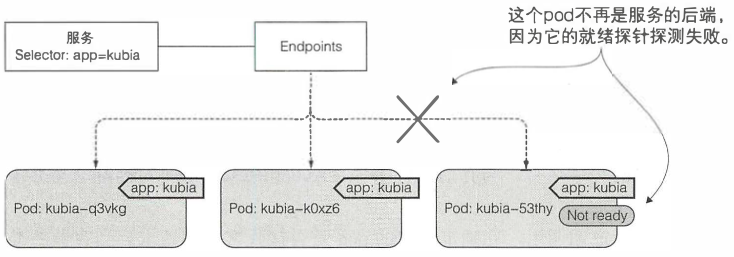 这个pod不再是服务的后端，
因为它的就绪探针探测失败。
服务
Selector: app=kubia
Endpoints
app: kubia
Pod: kubia-q3vkg
app: kubia
Pod: kubia-k0xz6
app: kubia
Pod: kubia-53thy
Not ready